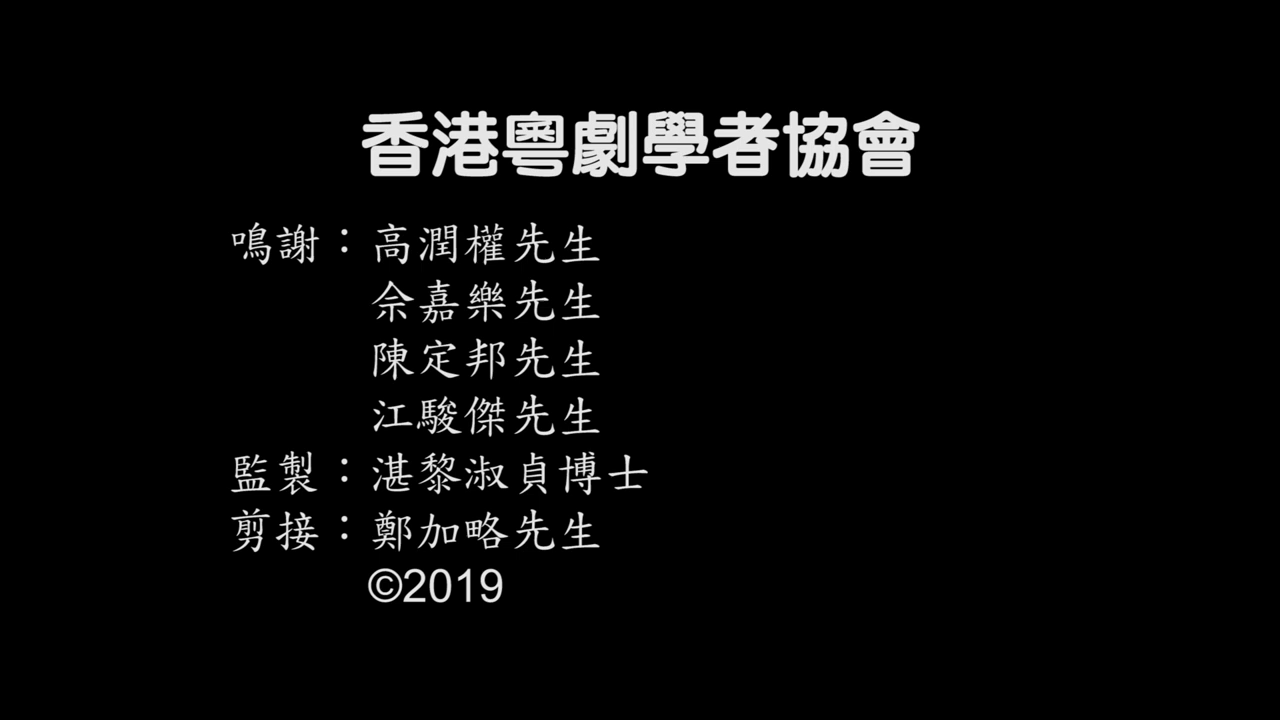 香港粵劇學者協會
鳴謝：高潤權先生
佘嘉樂先生
陳定邦先生
江駿傑先生
監製：湛黎淑貞博士
剪接：鄭加略先生
©2019